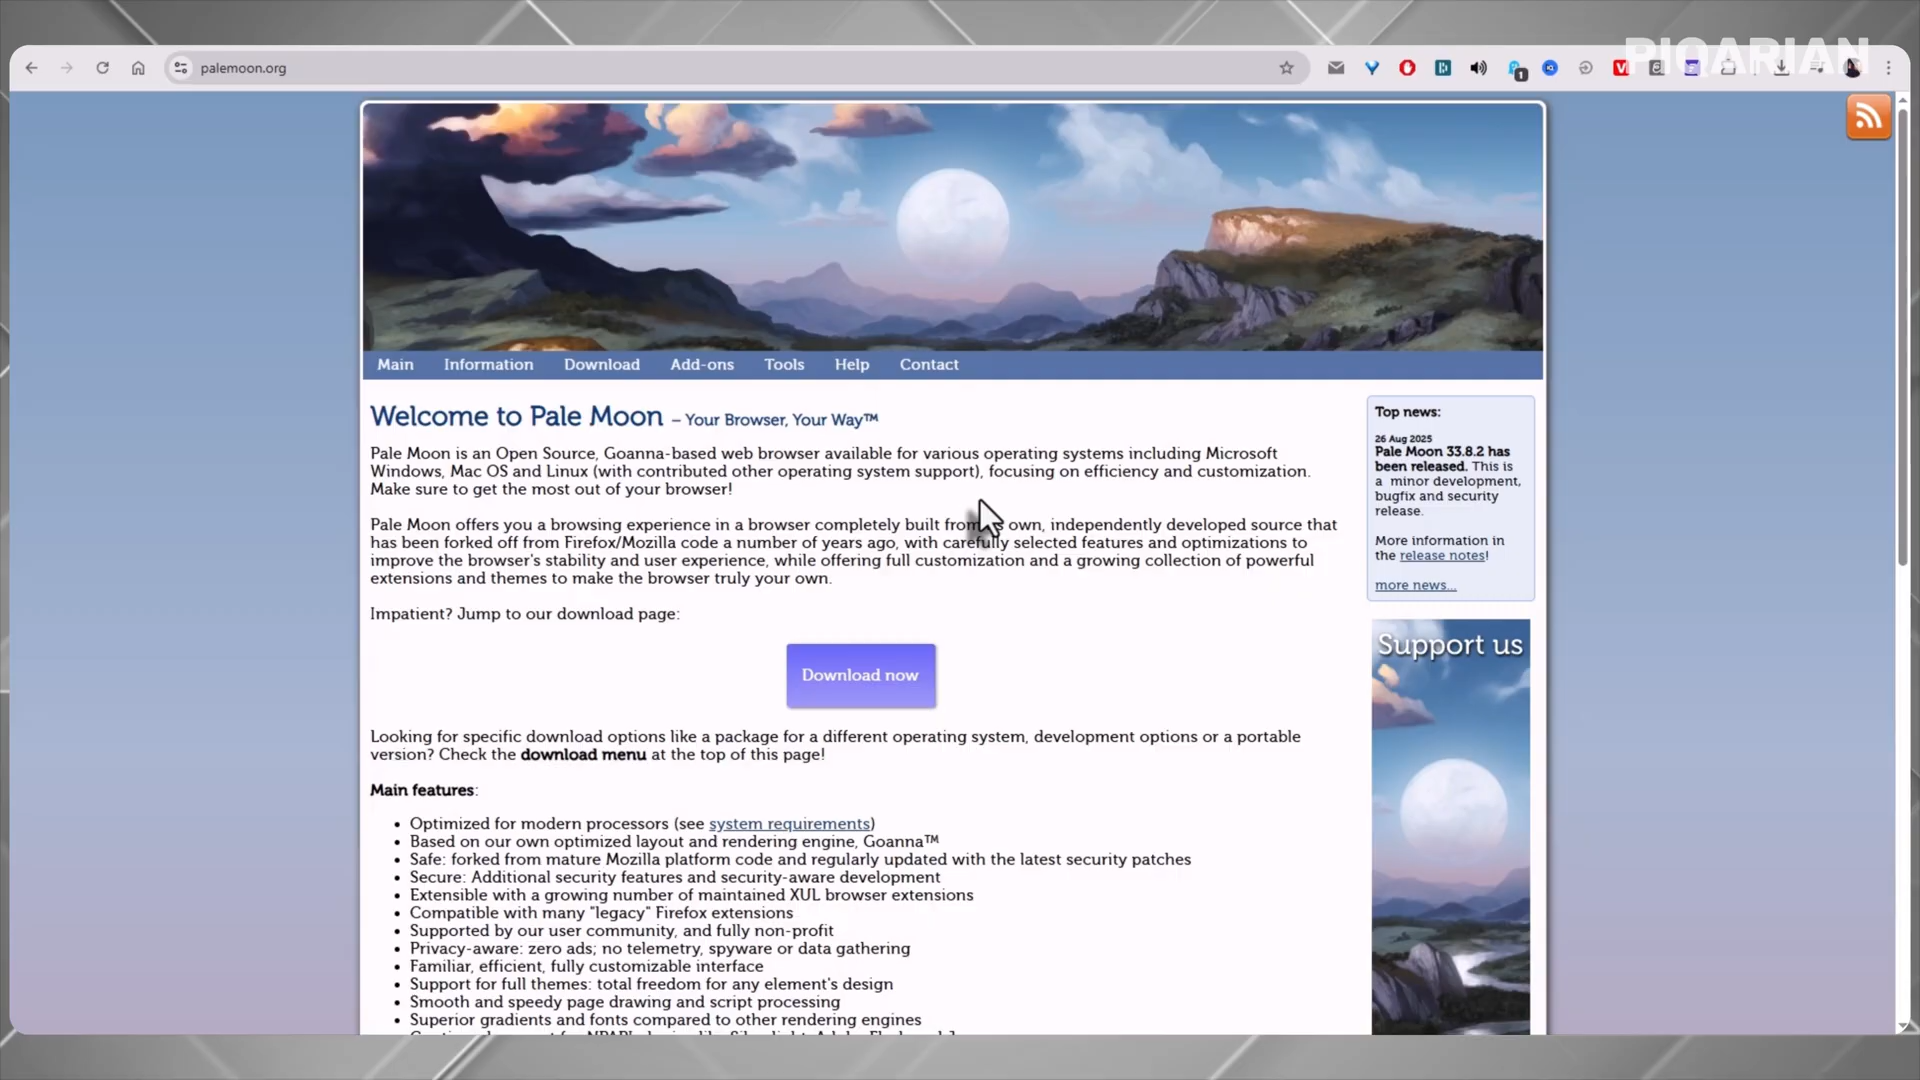 PIQARIAN
palemoon.org
1
Main Information Download Add-ons Tools Help Contact
Welcome to Pale Moon – Your Browser, Your Way™
Pale Moon is an Open Source, Goanna-based web browser available for various operating systems including Microsoft
Windows, Mac OS and Linux (with contributed other operating system support), focusing on efficiency and customization.
Make sure to get the most out of your browser!
Pale Moon offers you a browsing experience in a browser completely built from own, independently developed source that
has been forked off from Firefox/Mozilla code a number of years ago, with carefully selected features and optimizations to
improve the browser's stability and user experience, while offering full customization and a growing collection of powerful
extensions and themes to make the browser truly your own.
Impatient? Jump to our download page:
Download now
Looking for specific download options like a package for a different operating system, development options or a portable
version? Check the download menu at the top of this page!
Main features:
• Optimized for modern processors (see system requirements)
• Based on our own optimized layout and rendering engine, Goanna™
• Safe: forked from mature Mozilla platform code and regularly updated with the latest security patches
• Secure: Additional security features and security-aware development
• Extensible with a growing number of maintained XUL browser extensions
• Compatible with many "legacy" Firefox extensions
• Supported by our user community, and fully non-profit
• Privacy-aware: zero ads; no telemetry, spyware or data gathering
• Familiar, efficient, fully customizable interface
• Support for full themes: total freedom for any element's design
• Smooth and speedy page drawing and script processing
• Superior gradients and fonts compared to other rendering engines
Top news:
26 Aug 2025
Pale Moon 33.8.2 has
been released. This is
a minor development,
bugfix and security
release.
More information in
the release notes!
more news...
Support us